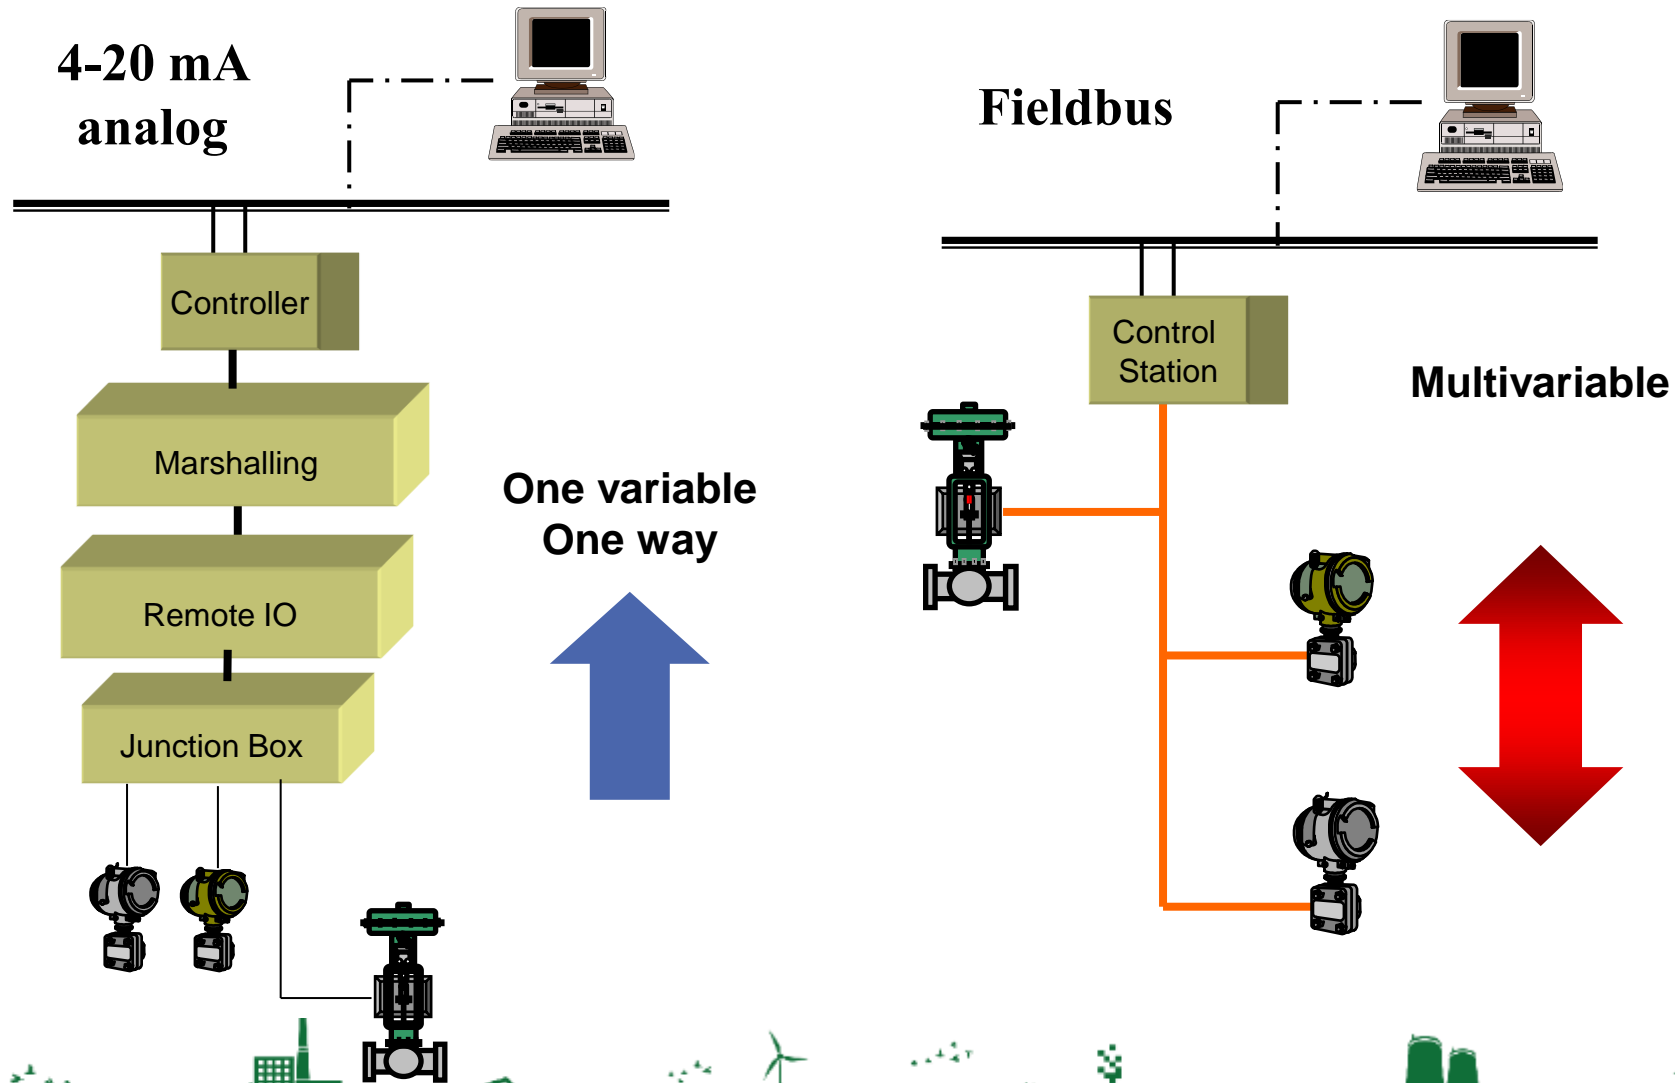 4-20 mA
analog
Controller
Marshalling
Remote IO
Junction Box
One variable
One way
Fieldbus
Control
Station
Multivariable